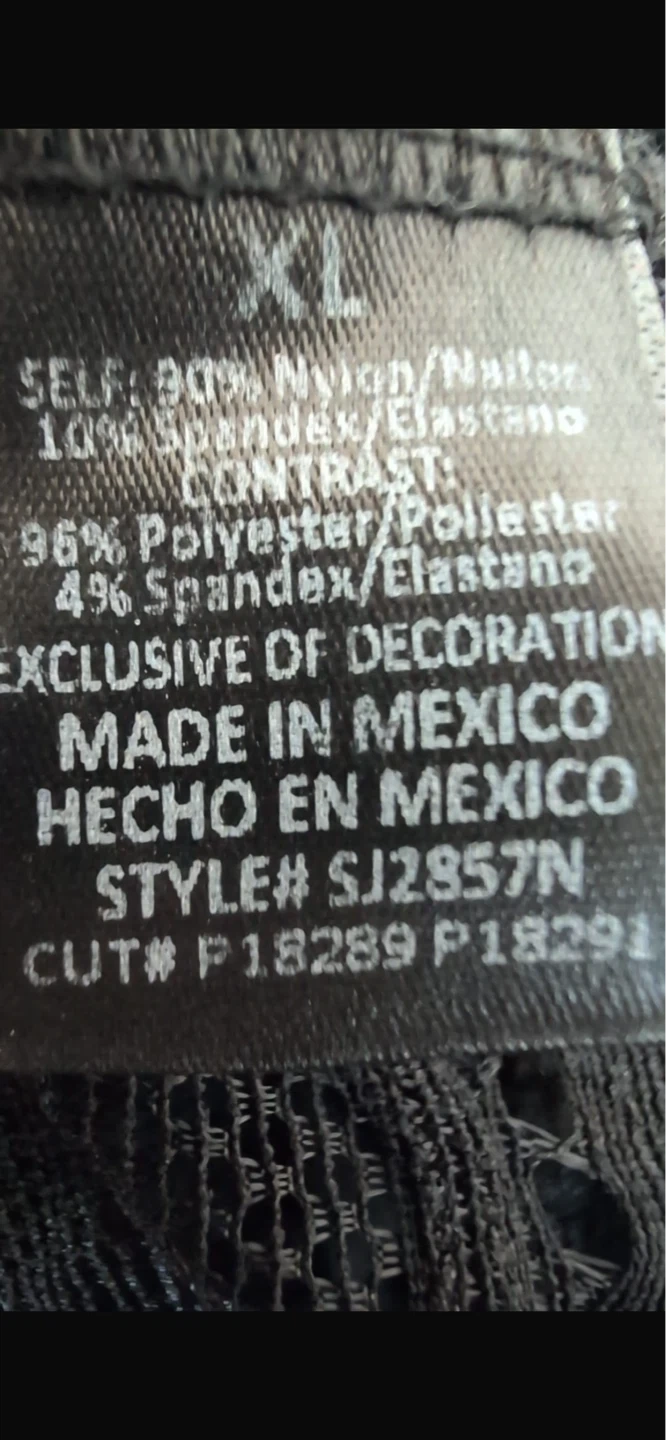 XL
SELF: 90% Nylon/Nailon
10% Spandex/Elastano
CONTRAST:
96% Polyester/Poliester
4% Spandex/Elastano
EXCLUSIVE OF DECORATION
MADE IN MEXICO
HECHO EN MEXICO
STYLE# SJ2857N
CUT# P18289 P18291